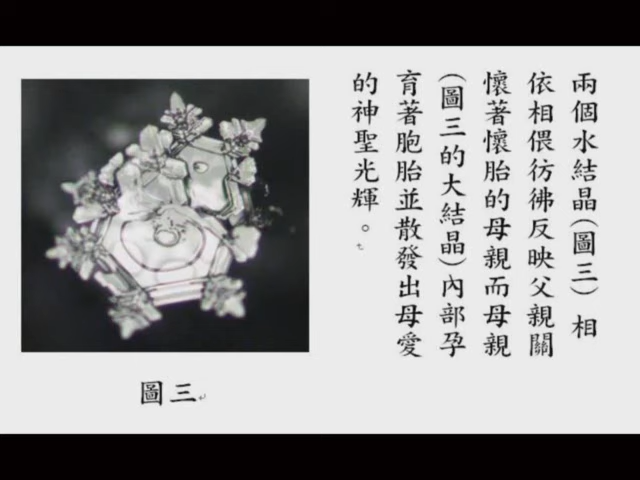 兩個水結晶(圖三)相
依相偎彷彿反映父親關
懷著懷胎的母親而母親
(圖三的大結晶)內部孕
育著胞胎並散發出母愛
的神聖光輝。
圖三